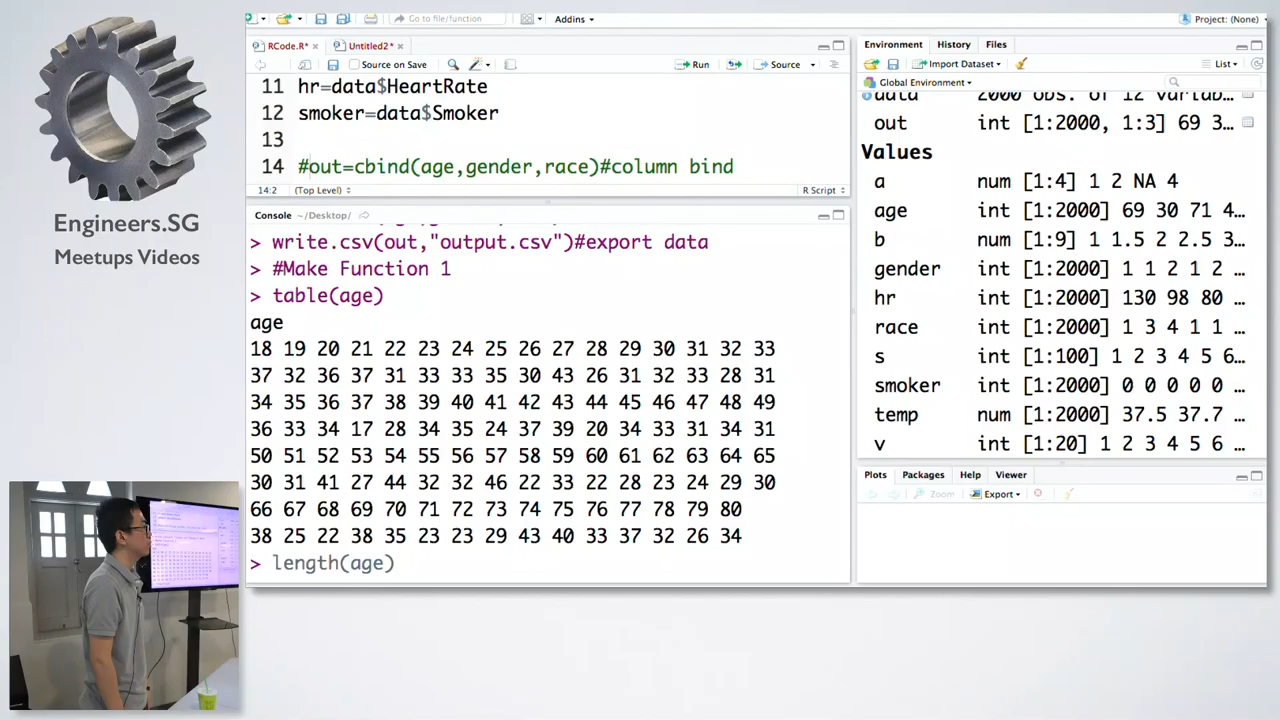 Engineers.SG
Meetups Videos
Go to file/function
Addins
Project: (None)
RCode.R*
Untitled2*
Source on Save
Run
Source
11 hr=data$HeartRate
12 smoker=data$Smoker
13
14 #out=cbind(age,gender,race)#column bind
14:2
(Top Level)
R Script
Console ~/Desktop/
> write.csv(out,"output.csv")#export data
> #Make Function 1
> table(age)
age
18 19 20 21 22 23 24 25 26 27 28 29 30 31 32 33
37 32 36 37 31 33 33 35 30 43 26 31 32 33 28 31
34 35 36 37 38 39 40 41 42 43 44 45 46 47 48 49
36 33 34 17 28 34 35 24 37 39 20 34 33 31 34 31
50 51 52 53 54 55 56 57 58 59 60 61 62 63 64 65
30 31 41 27 44 32 32 46 22 33 22 28 23 24 29 30
66 67 68 69 70 71 72 73 74 75 76 77 78 79 80
38 25 22 38 35 23 23 29 43 40 33 37 32 26 34
> length(age)
Environment History Files
Import Dataset
List
Global Environment
data 2000 obs. of 12 variab…
out int [1:2000, 1:3] 69 3…
Values
a num [1:4] 1 2 NA 4
age int [1:2000] 69 30 71 4…
b num [1:9] 1 1.5 2 2.5 3…
gender int [1:2000] 1 1 2 1 2 …
hr int [1:2000] 130 98 80 …
race int [1:2000] 1 3 4 1 1 …
s int [1:100] 1 2 3 4 5 6…
smoker int [1:2000] 0 0 0 0 0 …
temp num [1:2000] 37.5 37.7 …
v int [1:20] 1 2 3 4 5 6 …
Plots Packages Help Viewer
Zoom
Export